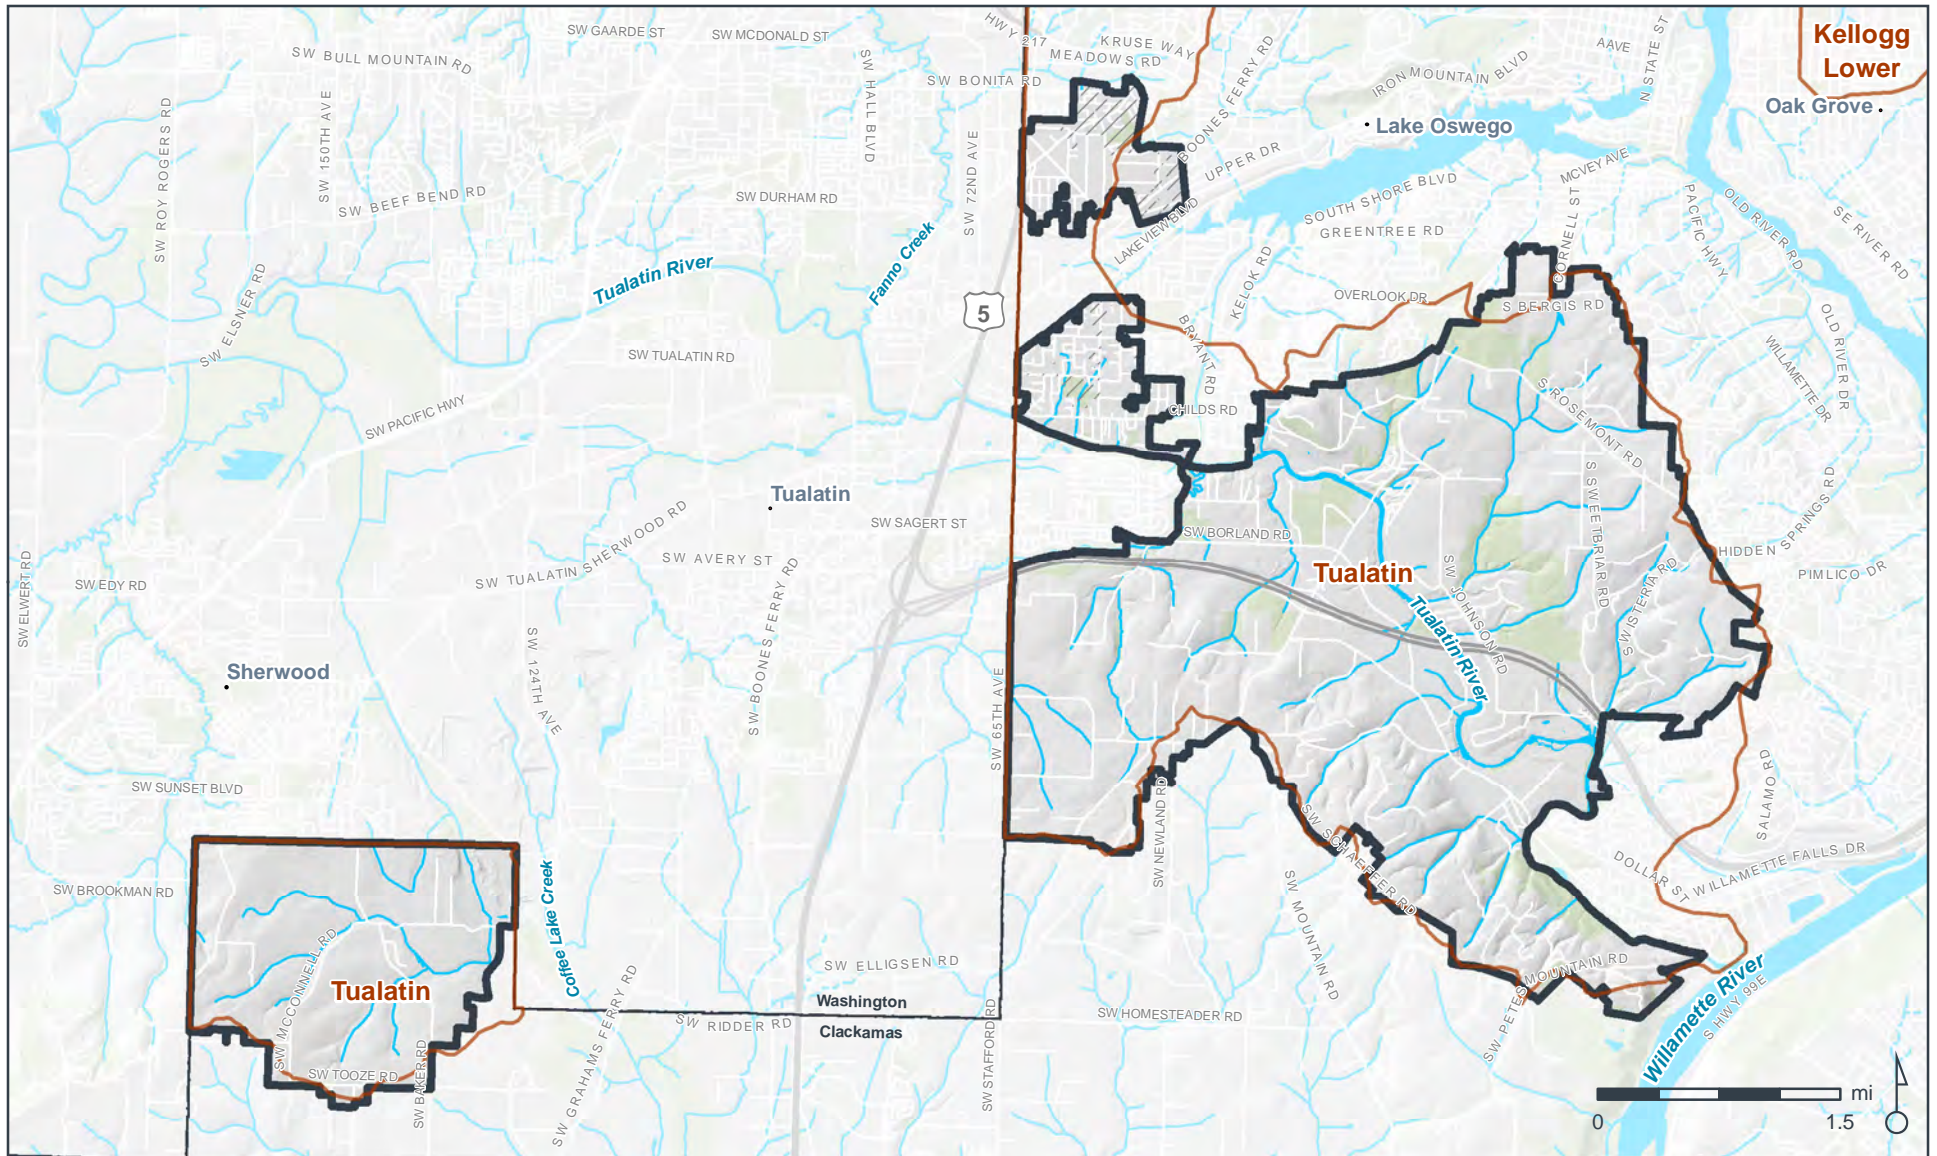 SW GAARDE ST
SW MCDONALD ST
HWY 217
KRUSE WAY
MEADOWS RD
SW BULL MOUNTAIN RD
SW BONITA RD
SW HALL BLVD
BOONES FERRY RD
IRON MOUNTAIN BLVD
A AVE
N STATE ST
Kellogg
Lower
Oak Grove
Lake Oswego
SW ROY ROGERS RD
SW 150TH AVE
SW 72ND AVE
UPPER DR
MCVEY AVE
SW BEEF BEND RD
SW DURHAM RD
SOUTH SHORE BLVD
GREENTREE RD
CORNELL ST
PACIFIC HWY
OLD RIVER RD
SE RIVER RD
LAKEVIEW BLVD
Tualatin River
Fanno Creek
KELOK RD
OVERLOOK DR
S BERGIS RD
5
SW ELSNER RD
SW TUALATIN RD
BRYANT RD
OLD RIVER DR
WILLAMETTE DR
SW PACIFIC HWY
CHILDS RD
S ROSEMONT RD
Tualatin
SW SAGERT ST
SW BORLAND RD
S SWEETBRIAR RD
HIDDEN SPRINGS RD
SW TUALATIN SHERWOOD RD
SW AVERY ST
SW BOONES FERRY RD
PIMLICO DR
SW ELWERT RD
SW EDY RD
Tualatin
SW JOHNSON RD
S WISTERIA RD
Tualatin River
SW 124TH AVE
Sherwood
SW 65TH AVE
SW SUNSET BLVD
SALAMO RD
SW NEWLAND RD
SW SCHAEFFER RD
WILLAMETTE FALLS DR
DOLLAR ST
SW BROOKMAN RD
Coffee Lake Creek
SW MOUNTAIN RD
SW MCCONNELL RD
Tualatin
SW ELLIGSEN RD
SW PETES MOUNTAIN RD
Willamette River
S HWY 99E
Washington
Clackamas
SW RIDDER RD
SW GRAHAMS FERRY RD
SW STAFFORD RD
SW HOMESTEADER RD
SW TOOZE RD
SW BAKER RD
mi
0
1.5